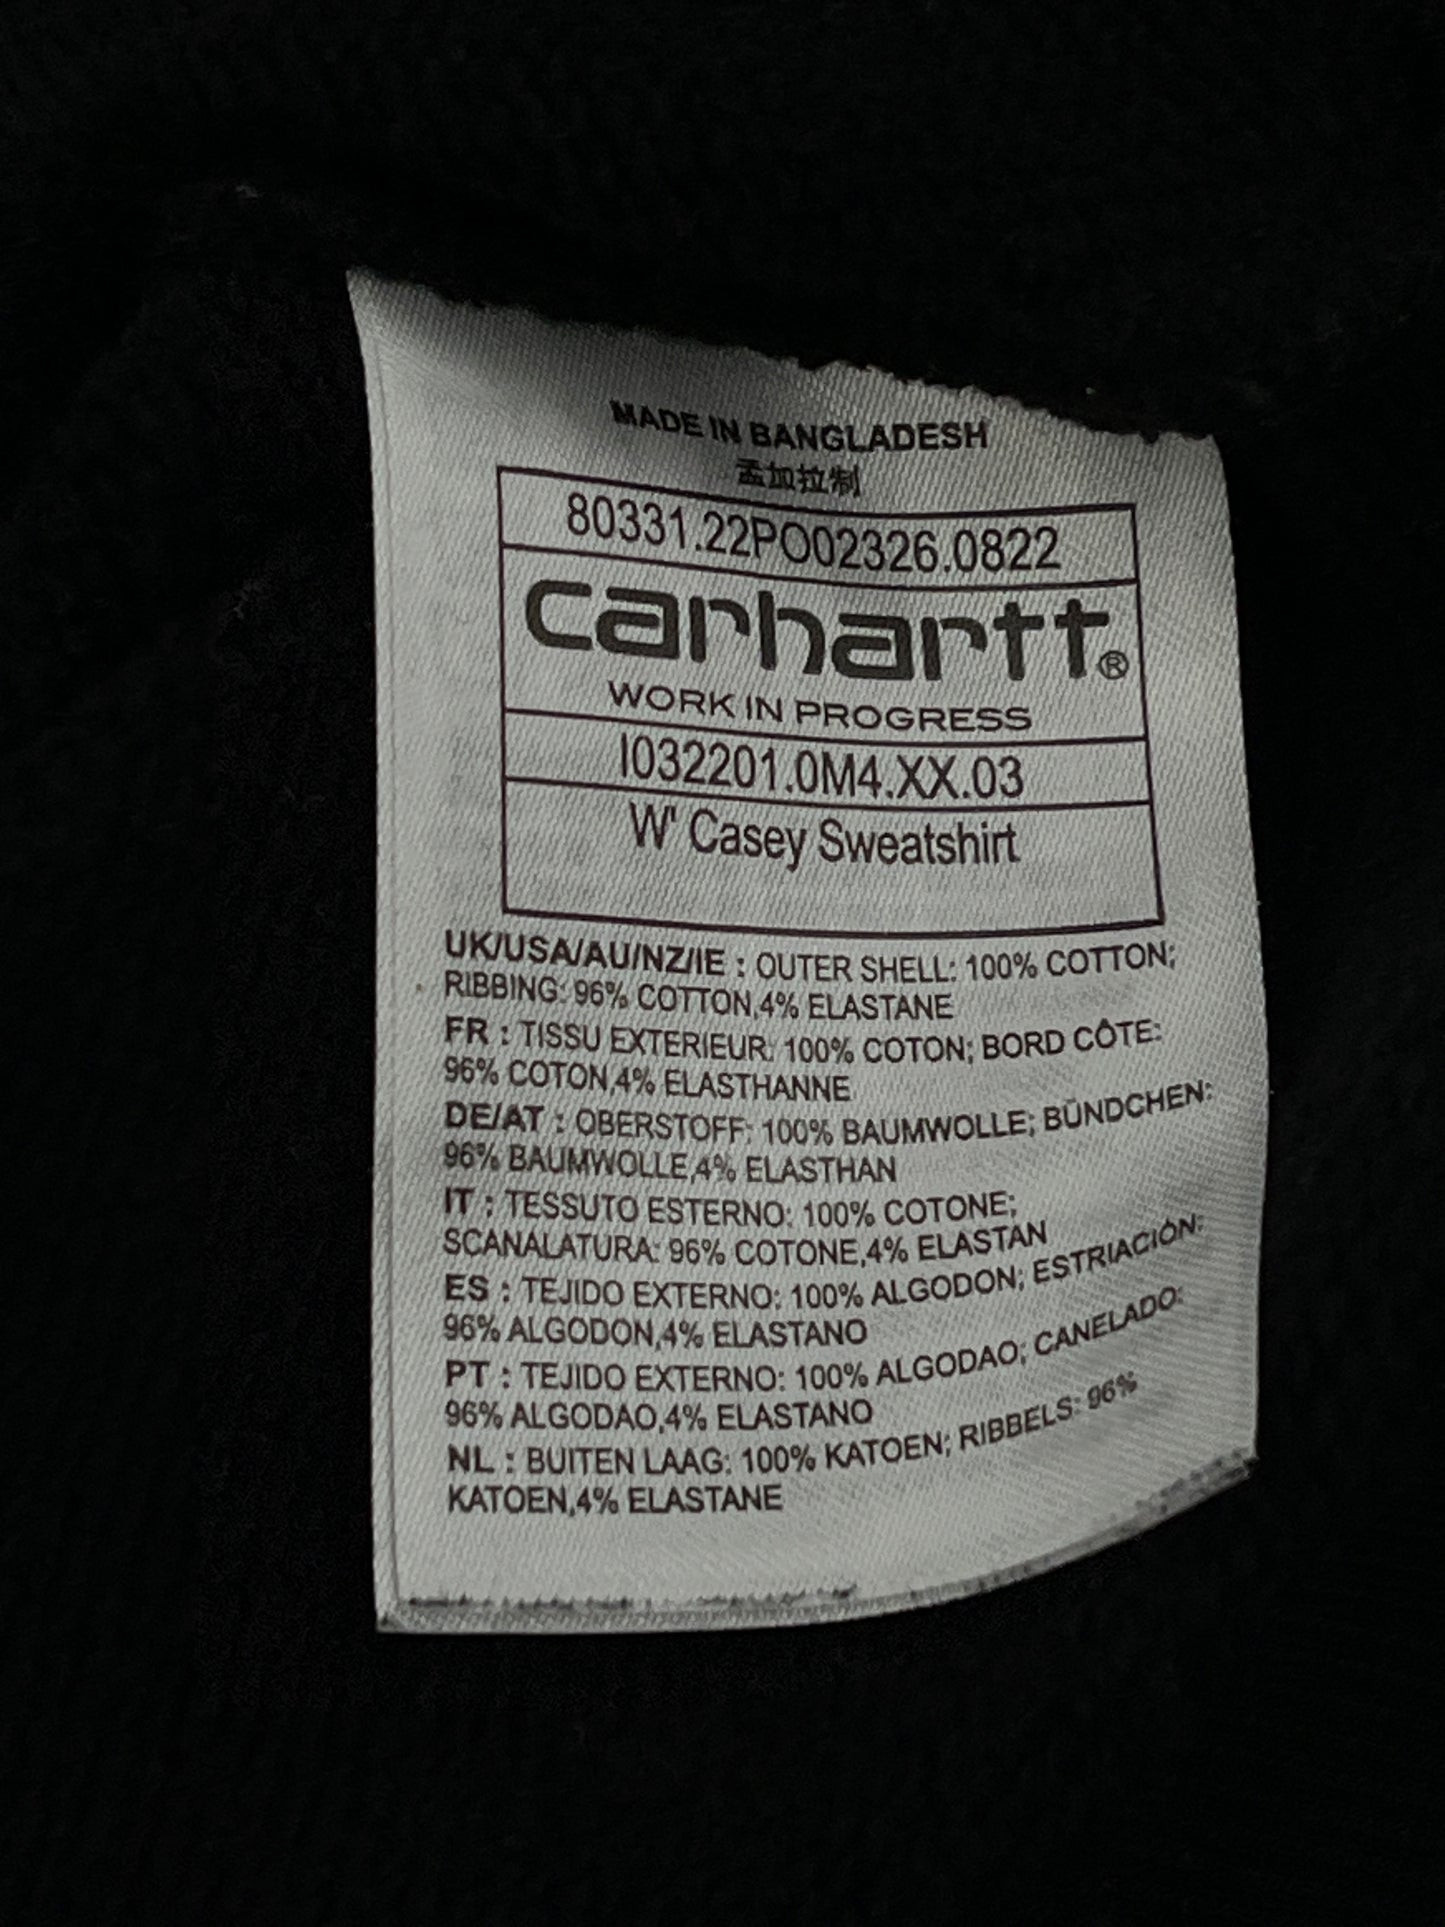 MADE IN BANGLADESH
孟加拉制
80331.22PO02326.0822
carhartt®
WORK IN PROGRESS
I032201.0M4.XX.03
W' Casey Sweatshirt
UK/USA/AU/NZ/IE : OUTER SHELL: 100% COTTON;
RIBBING: 96% COTTON,4% ELASTANE
FR : TISSU EXTERIEUR: 100% COTON; BORD CÔTE:
96% COTON,4% ELASTHANNE
DE/AT : OBERSTOFF: 100% BAUMWOLLE; BÜNDCHEN:
96% BAUMWOLLE,4% ELASTHAN
IT : TESSUTO ESTERNO: 100% COTONE;
SCANALATURA: 96% COTONE,4% ELASTAN
ES : TEJIDO EXTERNO: 100% ALGODON; ESTRIACIÓN:
96% ALGODON,4% ELASTANO
PT : TEJIDO EXTERNO: 100% ALGODAO; CANELADO:
96% ALGODAO,4% ELASTANO
NL : BUITEN LAAG: 100% KATOEN; RIBBELS: 96%
KATOEN,4% ELASTANE